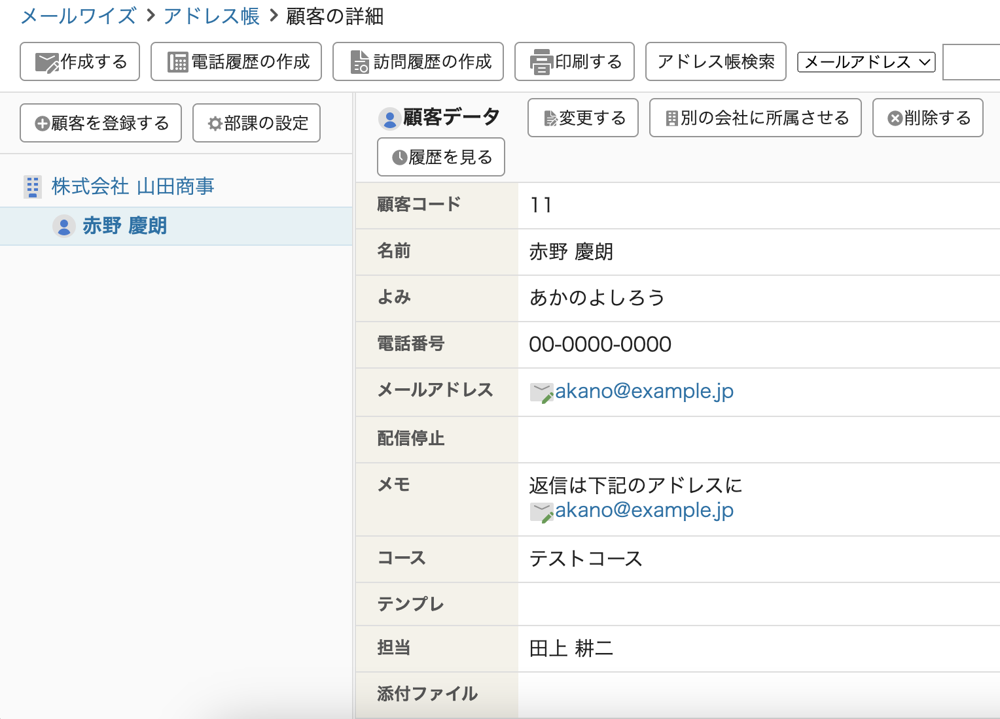 メールワイズ > アドレス帳 > 顧客の詳細
作成する 電話履歴の作成 訪問履歴の作成 印刷する アドレス帳検索 メールアドレス
顧客を登録する 部課の設定
株式会社 山田商事
赤野 慶朗
顧客データ 変更する 別の会社に所属させる 削除する
履歴を見る
顧客コード 11
名前 赤野 慶朗
よみ あかのよしろう
電話番号 00-0000-0000
メールアドレス akano@example.jp
配信停止
メモ 返信は下記のアドレスに
akano@example.jp
コース テストコース
テンプレ
担当 田上 耕二
添付ファイル